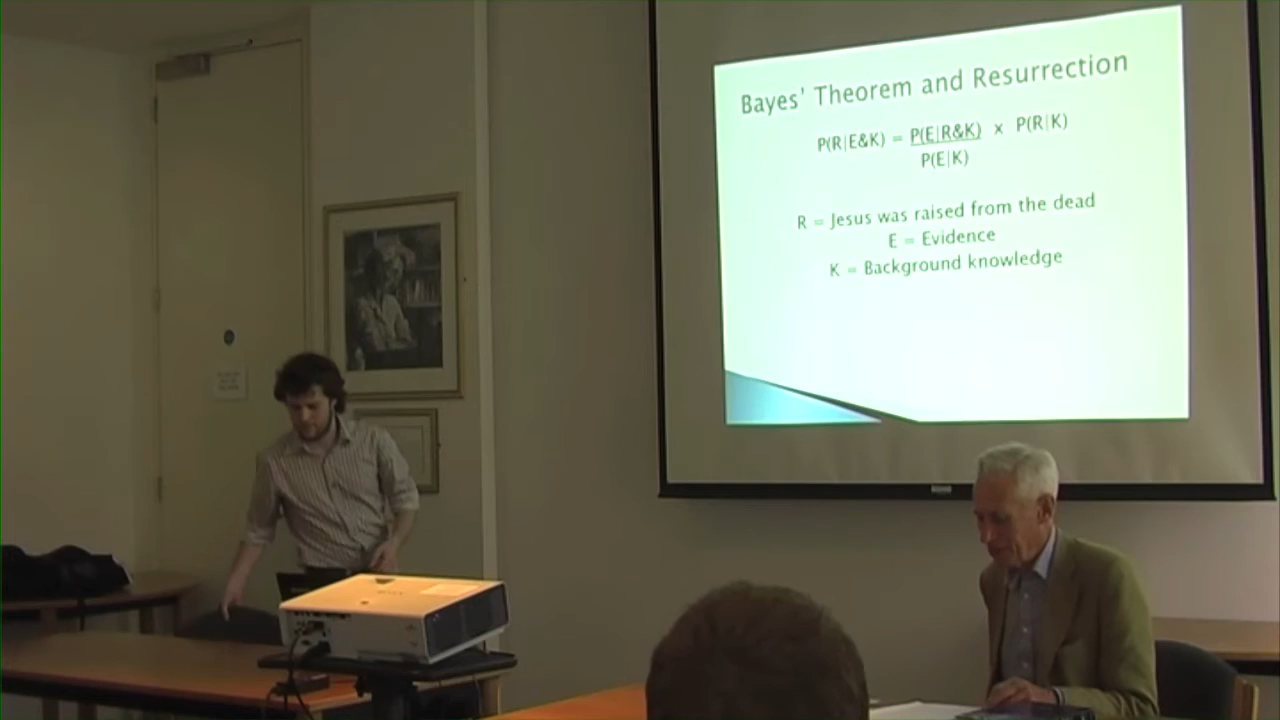 Bayes' Theorem and Resurrection
P(R|E&K) = P(E|R&K) x P(R|K)
P(E|K)
R = Jesus was raised from the dead
E = Evidence
K = Background knowledge